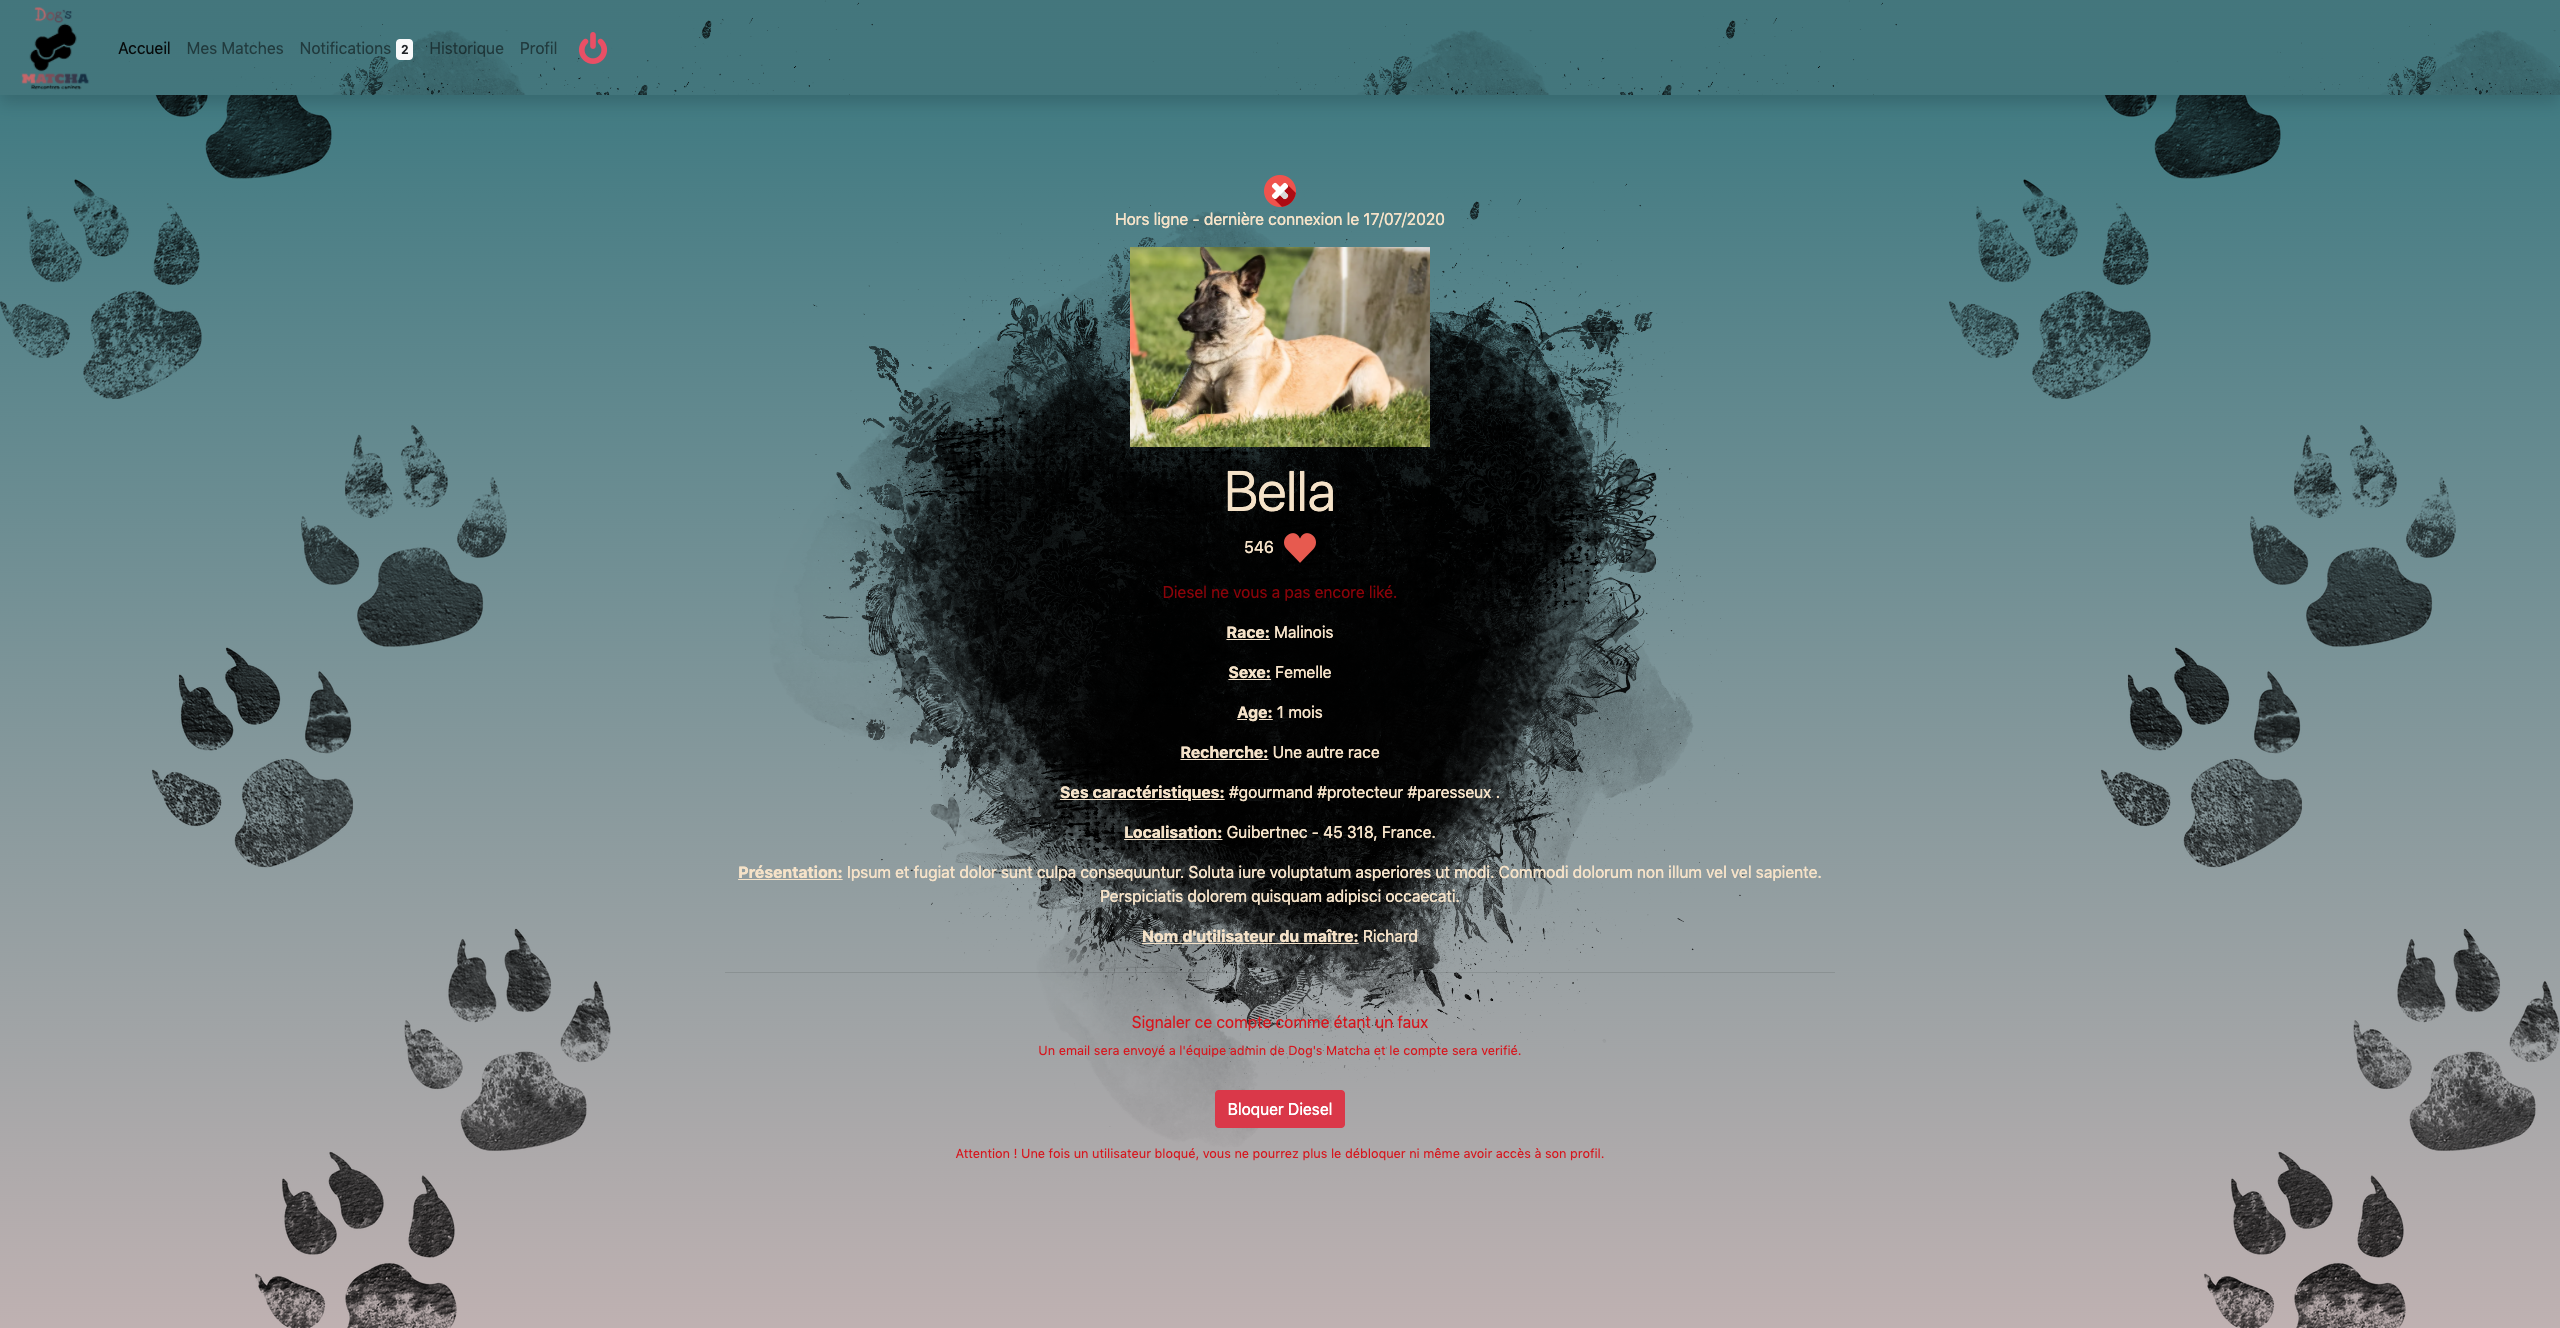 Dog's
MATCHA
Rencontres canines
Accueil Mes Matches Notifications 2 Historique Profil
Hors ligne - dernière connexion le 17/07/2020
Bella
546
Diesel ne vous a pas encore liké.
Race: Malinois
Sexe: Femelle
Age: 1 mois
Recherche: Une autre race
Ses caractéristiques: #gourmand #protecteur #paresseux .
Localisation: Guibertnec - 45 318, France.
Présentation: Ipsum et fugiat dolor sunt culpa consequuntur. Soluta iure voluptatum asperiores ut modi. Commodi dolorum non illum vel vel sapiente.
Perspiciatis dolorem quisquam adipisci occaecati.
Nom d'utilisateur du maître: Richard
Signaler ce compte comme étant un faux
Un email sera envoyé a l'équipe admin de Dog's Matcha et le compte sera verifié.
Bloquer Diesel
Attention ! Une fois un utilisateur bloqué, vous ne pourrez plus le débloquer ni même avoir accès à son profil.